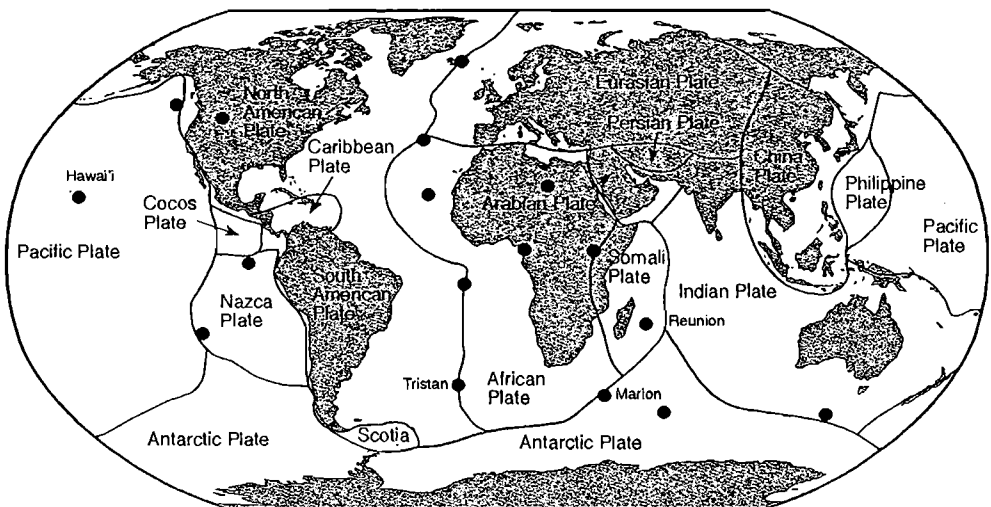 North
American
Plate
Eurasian Plate
Persian Plate
Caribbean
Plate
China
Plate
Hawai'i
Cocos
Plate
Arabian Plate
Philippine
Plate
Pacific Plate
Pacific
Plate
South
American
Plate
Somali
Plate
Nazca
Plate
Indian Plate
Reunion
Tristan
African
Plate
Marion
Antarctic Plate
Scotia
Antarctic Plate